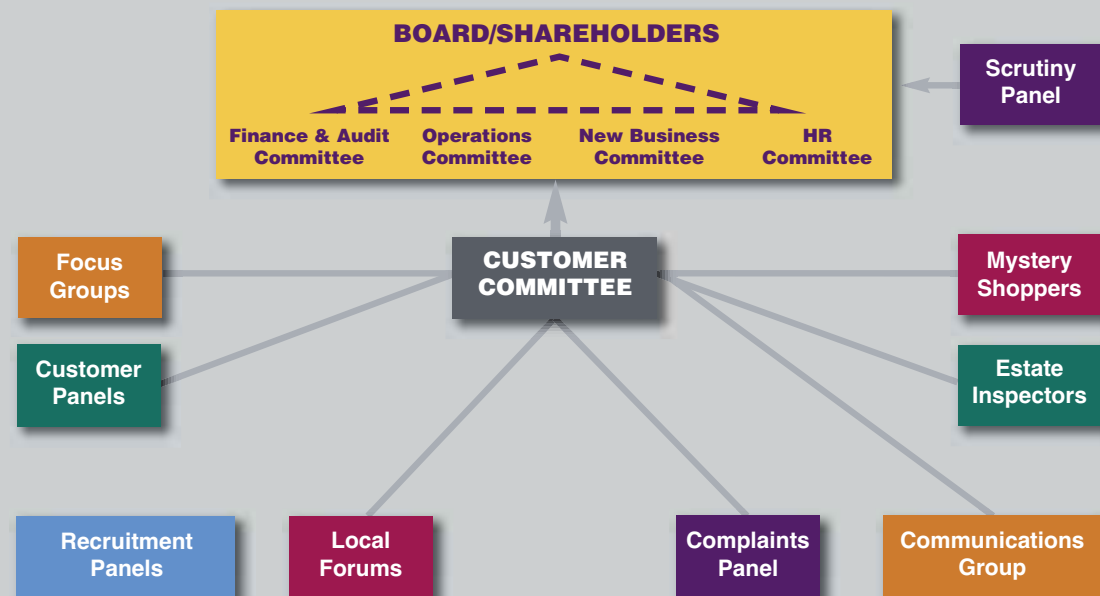 BOARD/SHAREHOLDERS
Finance & Audit
Committee
Operations
Committee
New Business
Committee
HR
Committee
Scrutiny
Panel
CUSTOMER
COMMITTEE
Focus
Groups
Mystery
Shoppers
Customer
Panels
Estate
Inspectors
Recruitment
Panels
Local
Forums
Complaints
Panel
Communications
Group